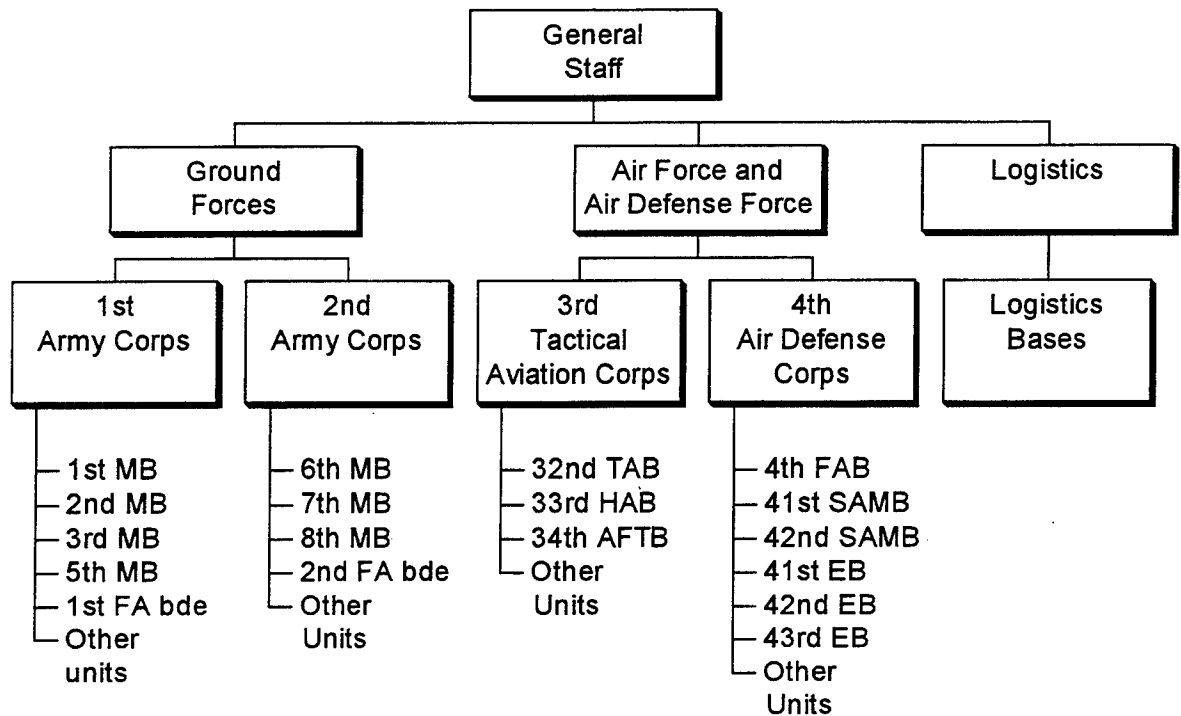 General
Staff
Ground
Forces
Air Force and
Air Defense Force
Logistics
1st
Army Corps
2nd
Army Corps
3rd
Tactical
Aviation Corps
4th
Air Defense
Corps
Logistics
Bases
1st MB
2nd MB
3rd MB
5th MB
1st FA bde
Other
units
6th MB
7th MB
8th MB
2nd FA bde
Other
Units
32nd TAB
33rd HAB
34th AFTB
Other
Units
4th FAB
41st SAMB
42nd SAMB
41st EB
42nd EB
43rd EB
Other
Units